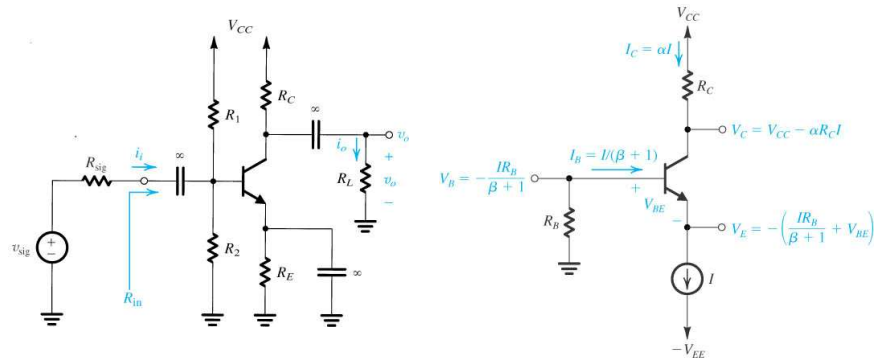 V_CC
R_1
R_C
∞
i_o
v_o
+
v_o
−
R_L
R_sig
i_i
∞
v_sig
+
−
R_in
R_2
R_E
∞
V_CC
I_C = αI
R_C
V_C = V_CC − αR_C I
I_B = I/(β + 1)
V_B = − IR_B / β + 1
+
V_BE
−
R_B
V_E = −( IR_B / β + 1 + V_BE )
I
−V_EE